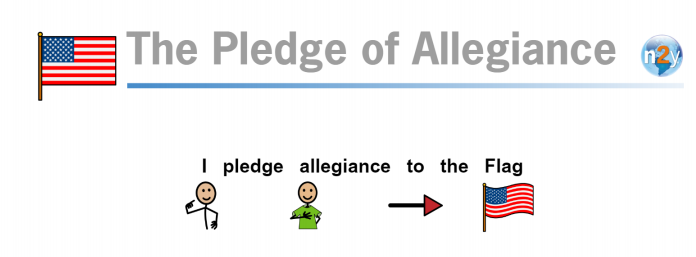 The Pledge of Allegiance
n2y
I pledge allegiance to the Flag